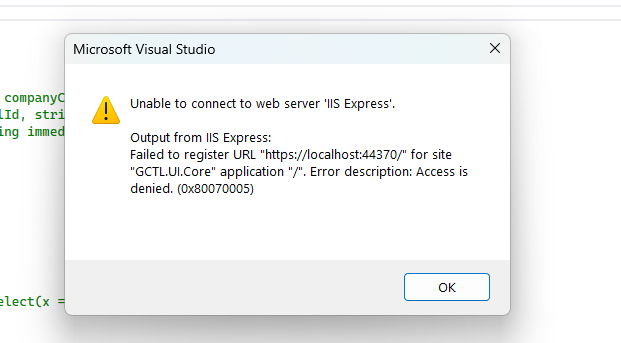 Microsoft Visual Studio
companyC
lId, stri
ing immed
Unable to connect to web server 'IIS Express'.
Output from IIS Express:
Failed to register URL "https://localhost:44370/" for site
"GCTL.UI.Core" application "/". Error description: Access is
denied. (0x80070005)
elect(x =
OK